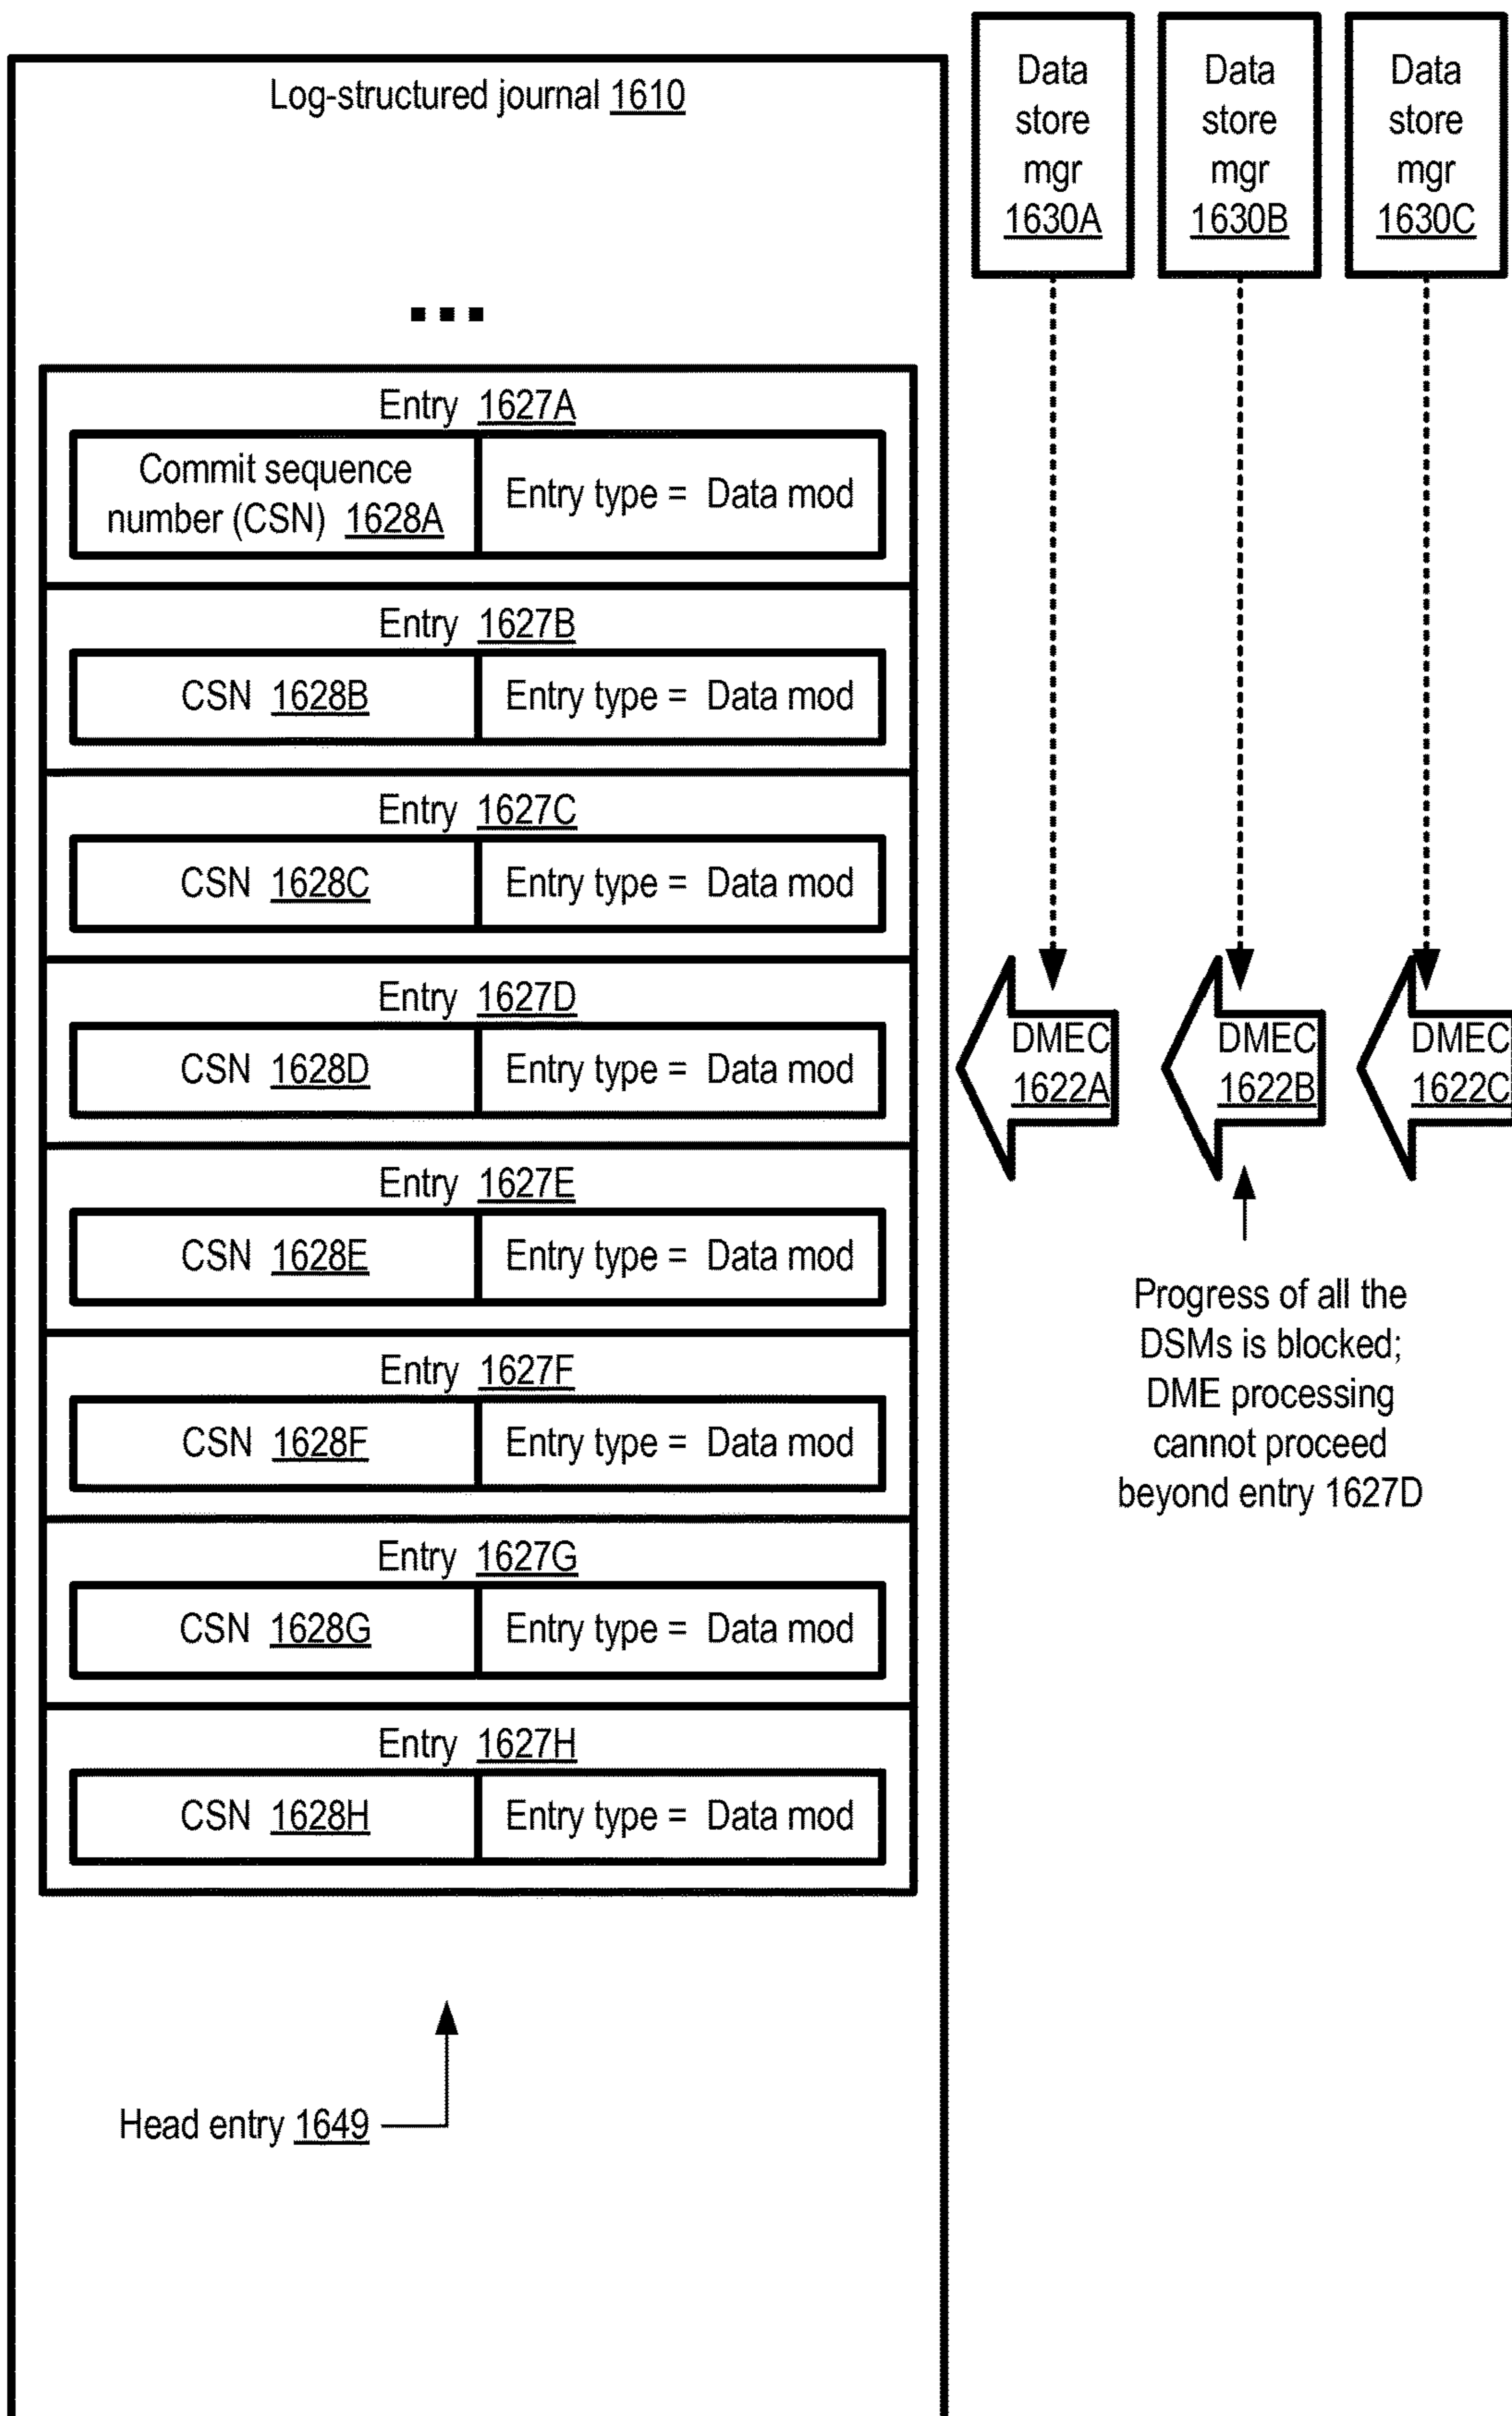 Log-structured journal 1610
Data
store
mgr
1630A
Data
store
mgr
1630B
Data
store
mgr
1630C
Entry 1627A
Commit sequence
number (CSN) 1628A
Entry type = Data mod
Entry 1627B
CSN 1628B
Entry type = Data mod
Entry 1627C
CSN 1628C
Entry type = Data mod
Entry 1627D
CSN 1628D
Entry type = Data mod
DMEC
1622A
DMEC
1622B
DMEC
1622C
Entry 1627E
CSN 1628E
Entry type = Data mod
Progress of all the
DSMs is blocked;
DME processing
cannot proceed
beyond entry 1627D
Entry 1627F
CSN 1628F
Entry type = Data mod
Entry 1627G
CSN 1628G
Entry type = Data mod
Entry 1627H
CSN 1628H
Entry type = Data mod
Head entry 1649